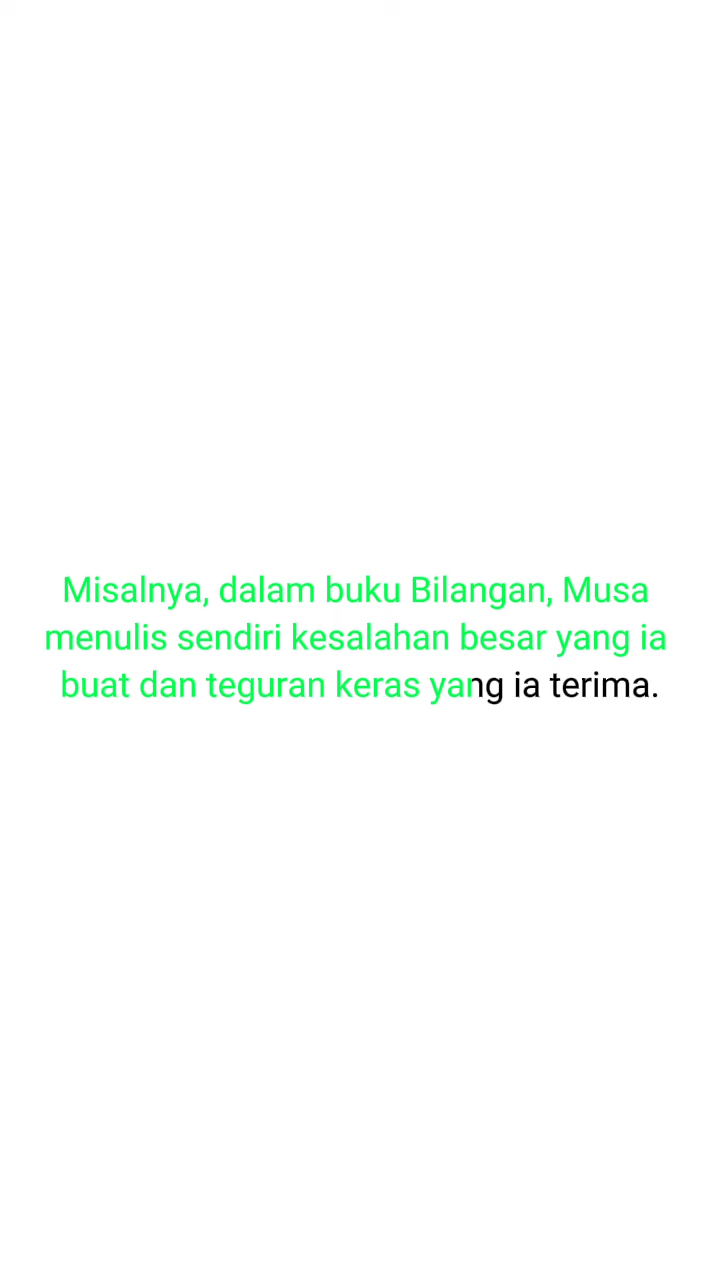 Misalnya, dalam buku Bilangan, Musa
menulis sendiri kesalahan besar yang ia
buat dan teguran keras yang ia terima.